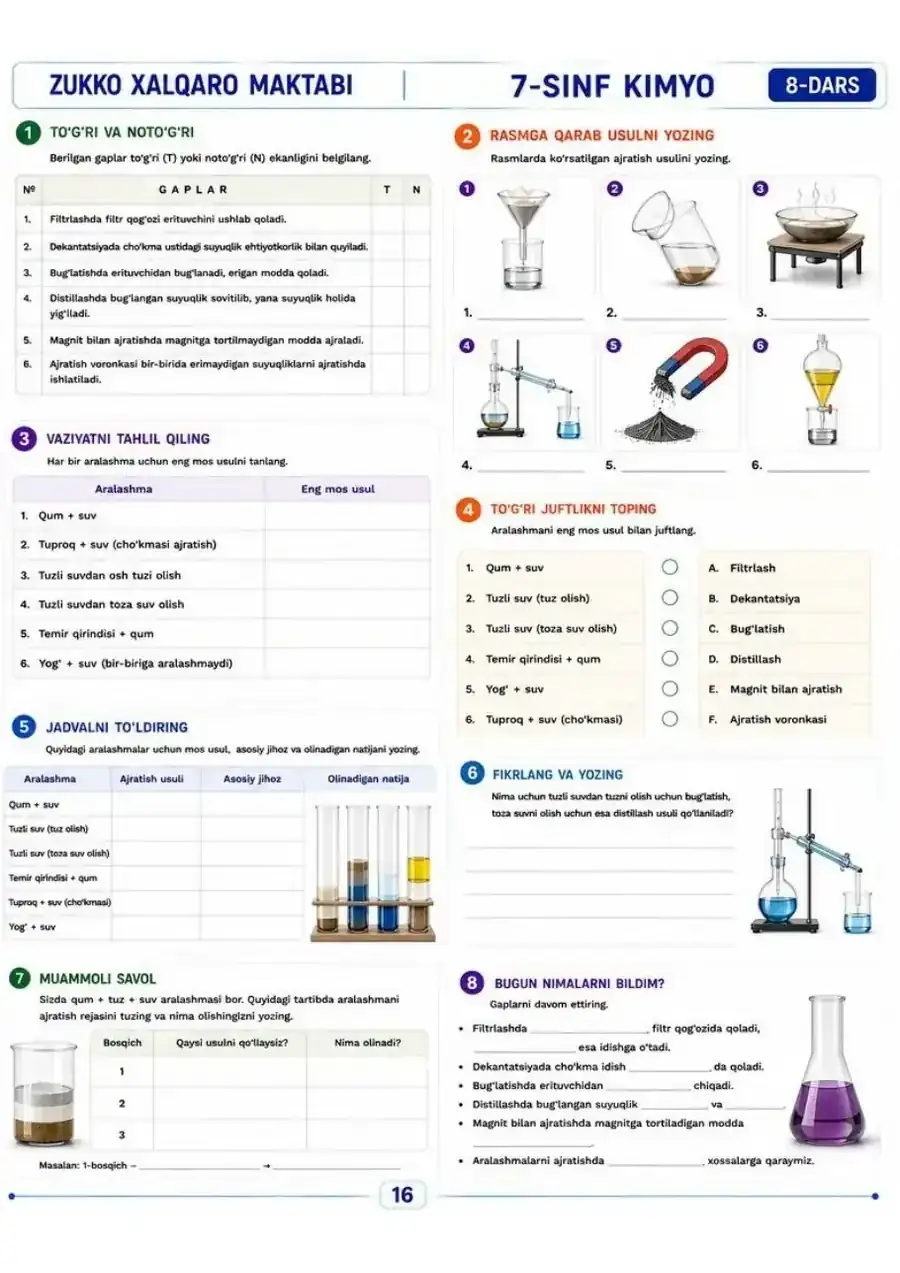 ZUKKO XALQARO MAKTABI
7-SINF KIMYO
8-DARS
1 TO'G'RI VA NOTO'G'RI
Berilgan gaplar to'g'ri (T) yoki noto'g'ri (N) ekanligini belgilang.
№ GAPLAR T N
1. Filtrlashda filtr qog'ozi erituvchini ushlab qoladi.
2. Dekantatsiyada cho'kma ustidagi suyuqlik ehtiyotkorlik bilan quyiladi.
3. Bug'latishda erituvchidan bug'lanadi, erigan modda qoladi.
4. Distillashda bug'langan suyuqlik sovitilib, yana suyuqlik holida
yig'iladi.
5. Magnit bilan ajratishda magnitga tortilmaydigan modda ajraladi.
6. Ajratish voronkasi bir-birida erimaydigan suyuqliklarni ajratishda
ishlatiladi.
2 RASMGA QARAB USULNI YOZING
Rasmlarda ko'rsatilgan ajratish usulini yozing.
1 2 3
1. ____ 2. ____ 3. ____
4 5 6
4. ____ 5. ____ 6. ____
3 VAZIYATNI TAHLIL QILING
Har bir aralashma uchun eng mos usulni tanlang.
Aralashma Eng mos usul
1. Qum + suv
2. Tuproq + suv (cho'kmasi ajratish)
3. Tuzli suvdan osh tuzi olish
4. Tuzli suvdan toza suv olish
5. Temir qirindisi + qum
6. Yog' + suv (bir-biriga aralashmaydi)
4 TO'G'RI JUFTLIKNI TOPING
Aralashmani eng mos usul bilan juftlang.
1. Qum + suv A. Filtrlash
2. Tuzli suv (tuz olish) B. Dekantatsiya
3. Tuzli suv (toza suv olish) C. Bug'latish
4. Temir qirindisi + qum D. Distillash
5. Yog' + suv E. Magnit bilan ajratish
6. Tuproq + suv (cho'kmasi) F. Ajratish voronkasi
5 JADVALNI TO'LDIRING
Quyidagi aralashmalar uchun mos usul, asosiy jihoz va olinadigan natijani yozing.
Aralashma Ajratish usuli Asosiy jihoz Olinadigan natija
Qum + suv
Tuzli suv (tuz olish)
Tuzli suv (toza suv olish)
Temir qirindisi + qum
Tuproq + suv (cho'kmasi)
Yog' + suv
6 FIKRLANG VA YOZING
Nima uchun tuzli suvdan tuzni olish uchun bug'latish,
toza suvni olish uchun esa distillash usuli qo'llaniladi?
7 MUAMMOLI SAVOL
Sizda qum + tuz + suv aralashmasi bor. Quyidagi tartibda aralashmani
ajratish rejasini tuzing va nima olishingizni yozing.
Bosqich Qaysi usulni qo'llaysiz? Nima olinadi?
1
2
3
Masalan: 1-bosqich – ____ → ____
8 BUGUN NIMALARNI BILDIM?
Gaplarni davom ettiring.
• Filtrlashda ____, filtr qog'ozida qoladi,
____ esa idishga o'tadi.
• Dekantatsiyada cho'kma idish ____ da qoladi.
• Bug'latishda erituvchidan ____ chiqadi.
• Distillashda bug'langan suyuqlik ____ va ____.
• Magnit bilan ajratishda magnitga tortiladigan modda
____.
• Aralashmalarni ajratishda ____, xossalarga qaraymiz.
16